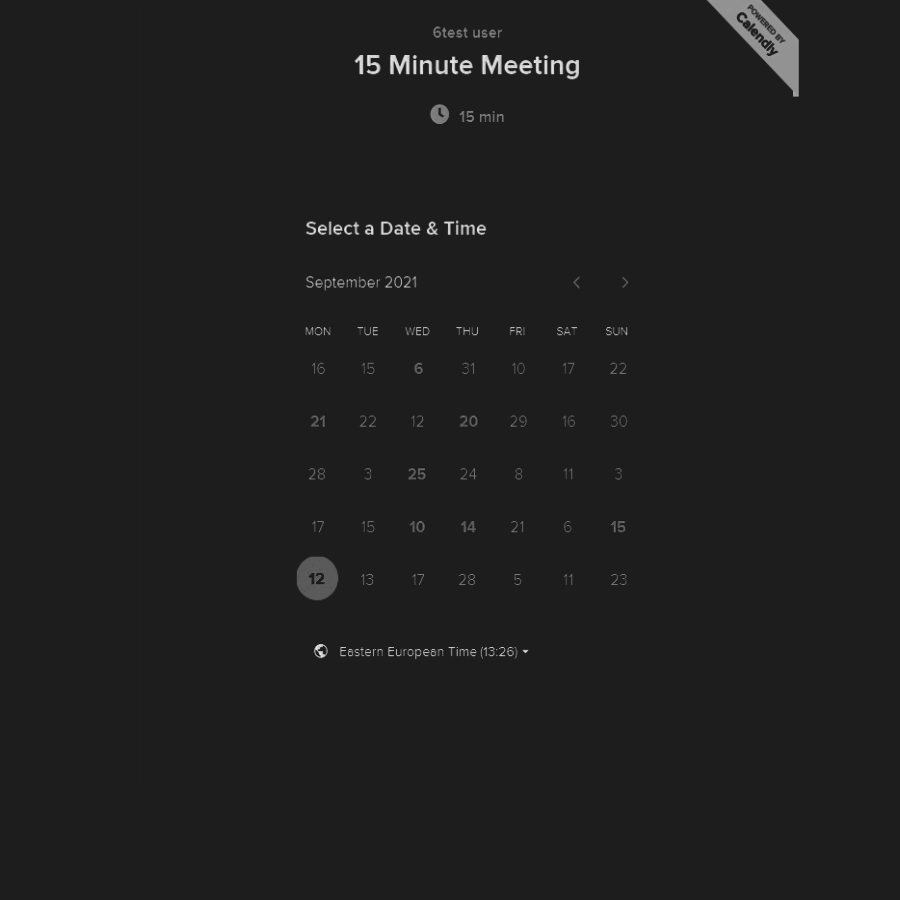 POWERED BY
Calendly
6test user
15 Minute Meeting
15 min
Select a Date & Time
September 2021
MON TUE WED THU FRI SAT SUN
16 15 6 31 10 17 22
21 22 12 20 29 16 30
28 3 25 24 8 11 3
17 15 10 14 21 6 15
12 13 17 28 5 11 23
Eastern European Time (13:26)